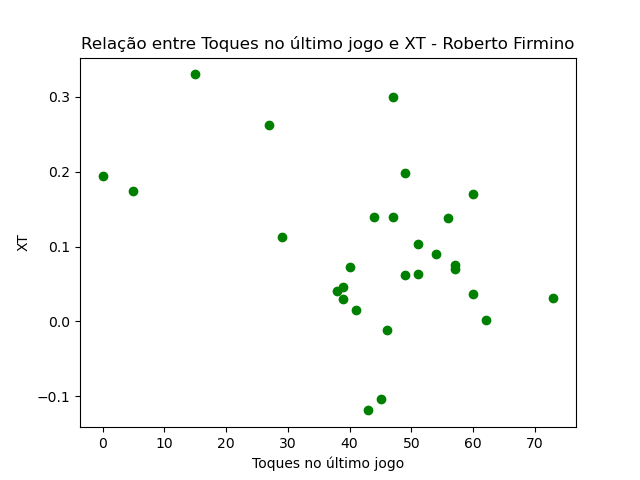 Relação entre Toques no último jogo e XT - Roberto Firmino
0.3
0.2
XT
0.1
0.0
−0.1
0 10 20 30 40 50 60 70
Toques no último jogo